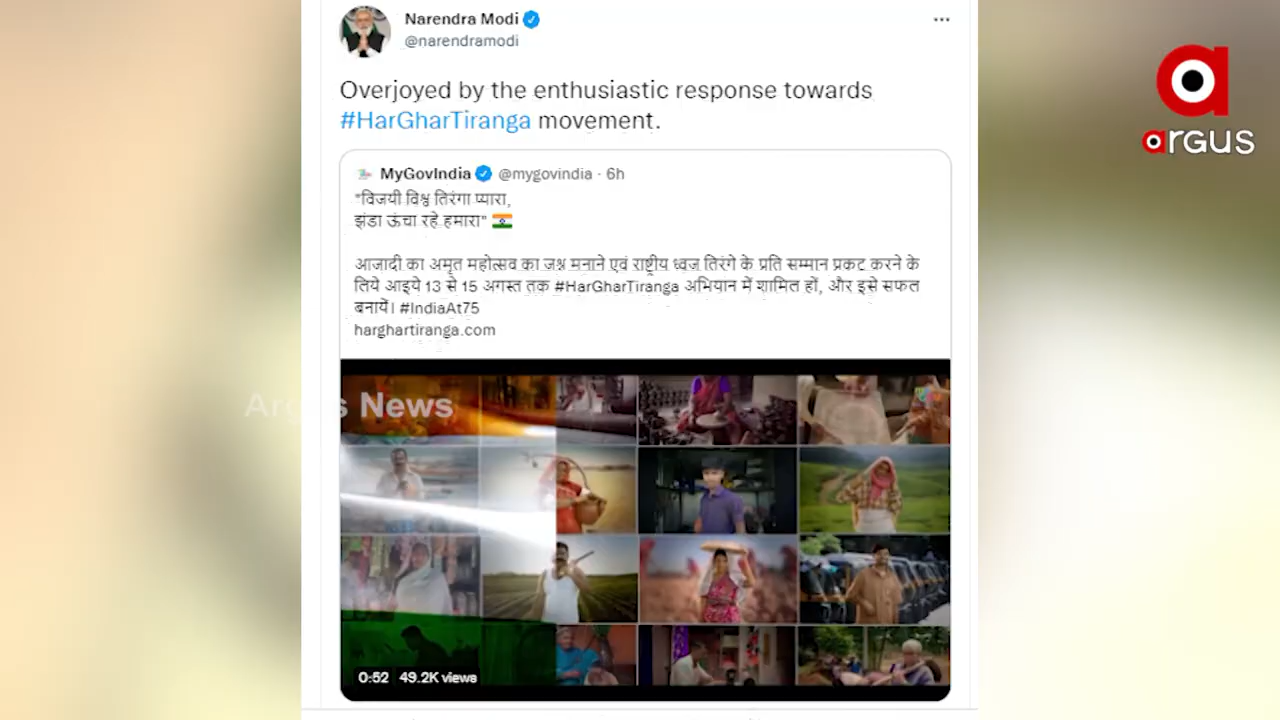 Narendra Modi
@narendramodi
Overjoyed by the enthusiastic response towards
#HarGharTiranga movement.
MyGovIndia @mygovindia · 6h
"विजयी विश्व तिरंगा प्यारा,
झंडा ऊंचा रहे हमारा"
आजादी का अमृत महोत्सव का जश्न मनाने एवं राष्ट्रीय ध्वज तिरंगे के प्रति सम्मान प्रकट करने के
लिये आइये 13 से 15 अगस्त तक #HarGharTiranga अभियान में शामिल हों, और इसे सफल
बनायें। #IndiaAt75
harghartiranga.com
Argus News
0:52 49.2K views
argus